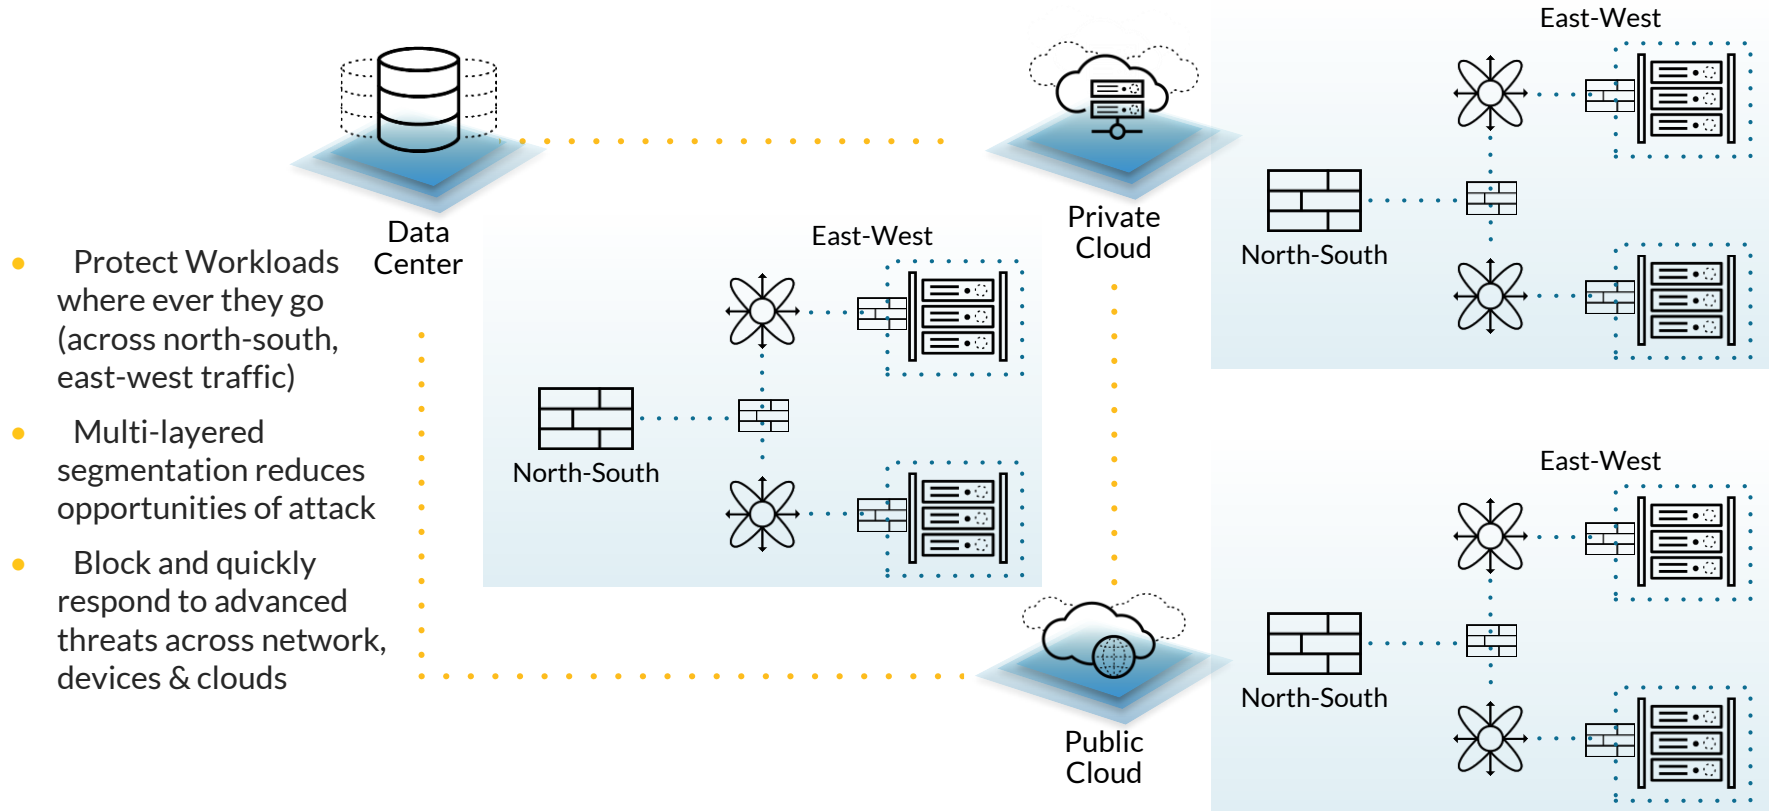 East-West
Data
Center
Private
Cloud
North-South
East-West
• Protect Workloads
where ever they go
(across north-south,
east-west traffic)
• Multi-layered
segmentation reduces
opportunities of attack
• Block and quickly
respond to advanced
threats across network,
devices & clouds
North-South
East-West
North-South
Public
Cloud